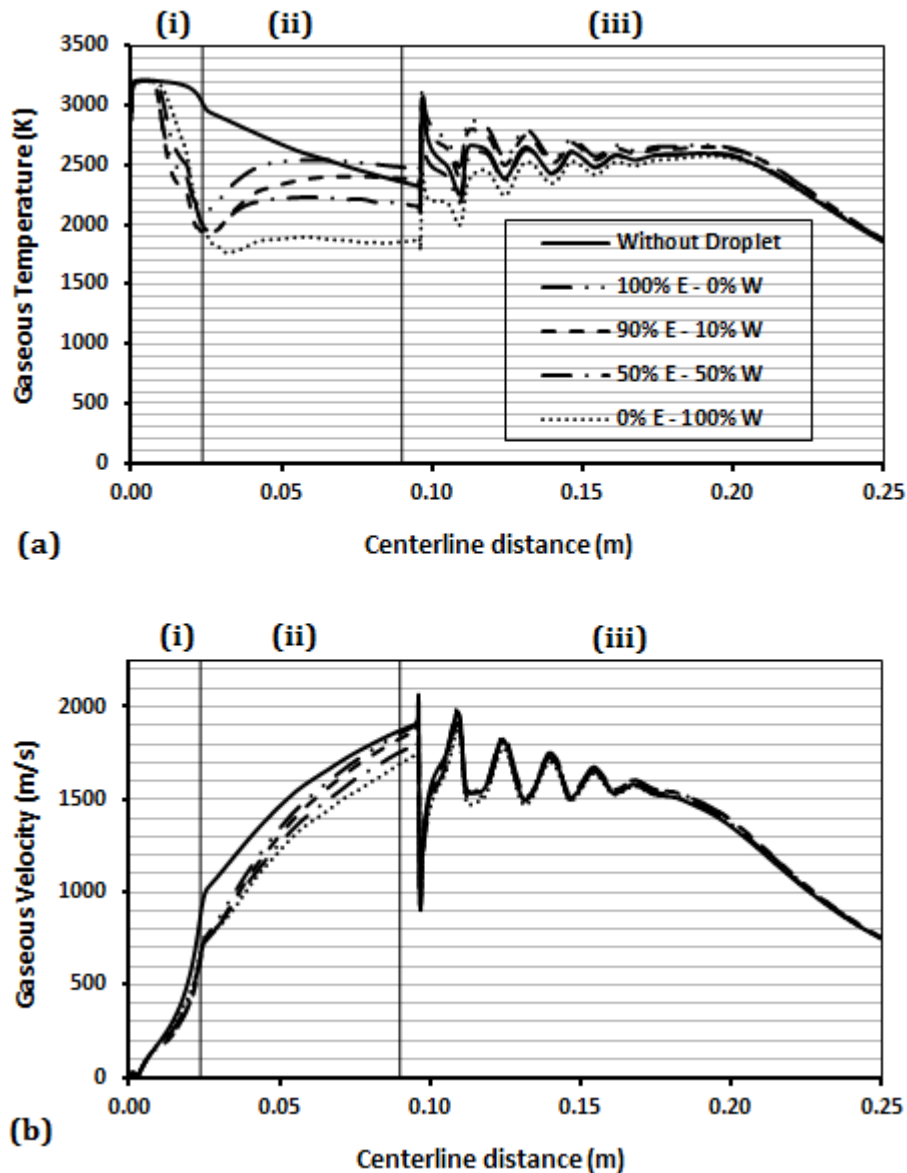 (i) (ii) (iii)
3500
3000
2500
2000
1500
1000
500
0
Gaseous Temperature (K)
Without Droplet
100% E - 0% W
90% E - 10% W
50% E - 50% W
0% E - 100% W
0.00 0.05 0.10 0.15 0.20 0.25
(a) Centerline distance (m)
(i) (ii) (iii)
2000
1500
1000
500
0
Gaseous Velocity (m/s)
0.00 0.05 0.10 0.15 0.20 0.25
(b) Centerline distance (m)